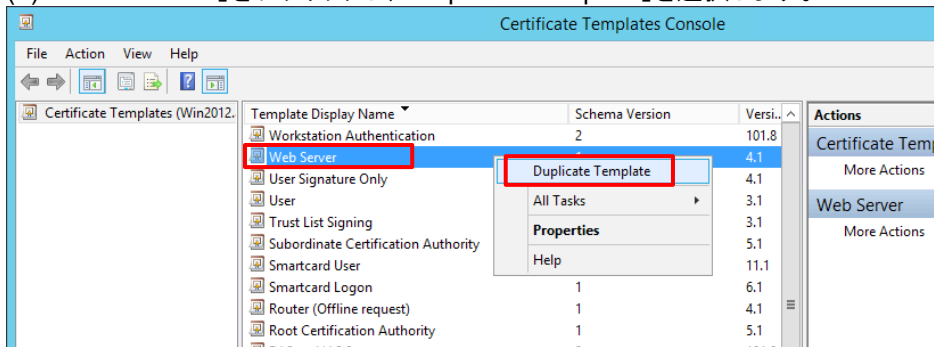 Certificate Templates Console
File Action View Help
Certificate Templates (Win2012.
Template Display Name Schema Version Versi..
Workstation Authentication 2 101.8
Web Server 4.1
User Signature Only 4.1
User 3.1
Trust List Signing 3.1
Subordinate Certification Authority 5.1
Smartcard User 11.1
Smartcard Logon 1 6.1
Router (Offline request) 1 4.1
Root Certification Authority 1 5.1
Duplicate Template
All Tasks
Properties
Help
Actions
Certificate Temp
More Actions
Web Server
More Actions